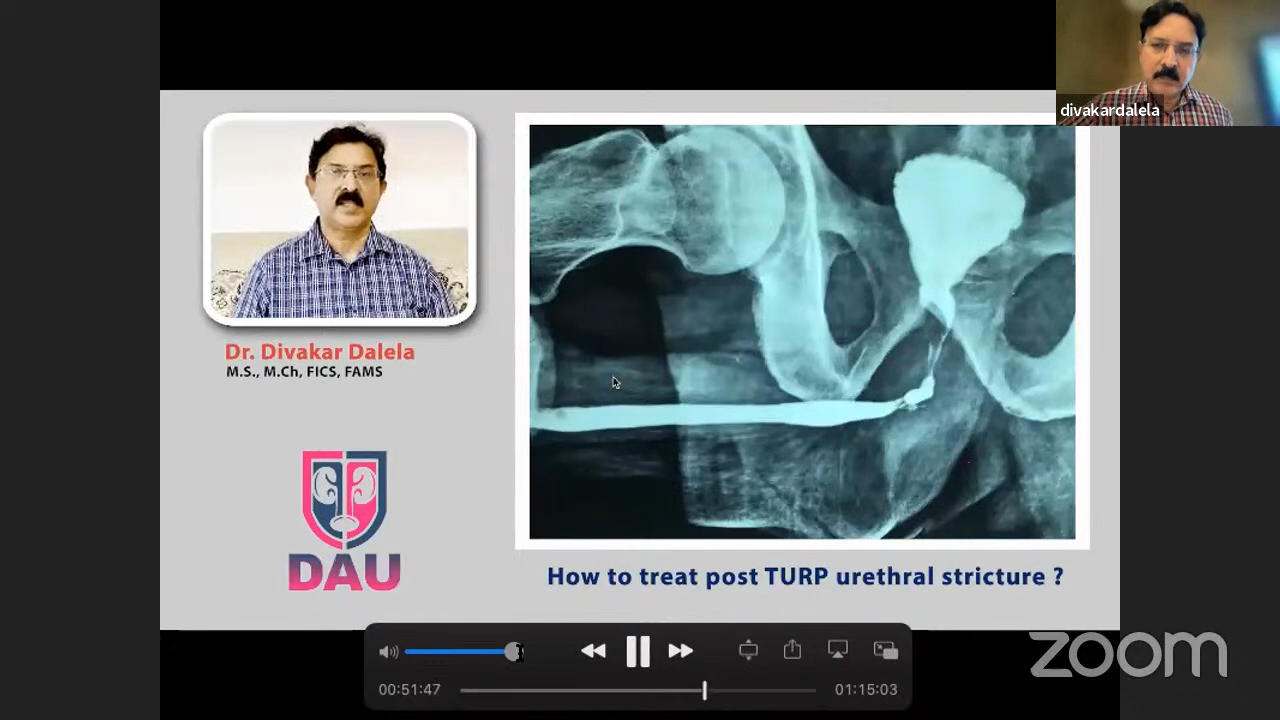 divakardalela
Dr. Divakar Dalela
M.S., M.Ch, FICS, FAMS
DAU
How to treat post TURP urethral stricture ?
00:51:47
01:15:03
zoom